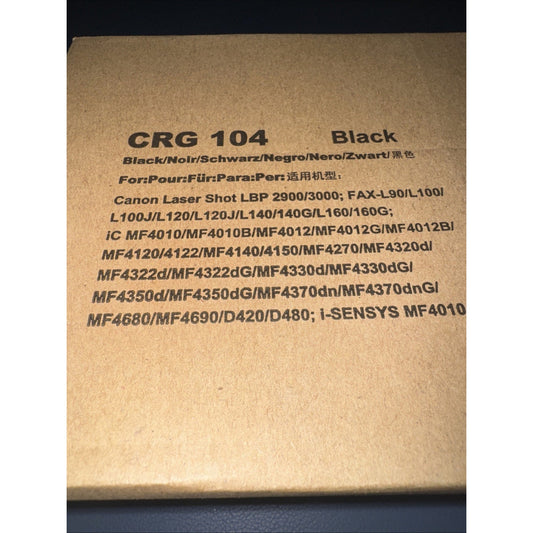 CRG 104 Black
Black/Noir/Schwarz/Negro/Nero/Zwart/黑色
For:Pour:Für:Para:Per:适用机型:
Canon Laser Shot LBP 2900/3000; FAX-L90/L100/
L100J/L120/L120J/L140/140G/L160/160G;
iC MF4010/MF4010B/MF4012/MF4012G/MF4012B/
MF4120/4122/MF4140/4150/MF4270/MF4320d/
MF4322d/MF4322dG/MF4330d/MF4330dG/
MF4350d/MF4350dG/MF4370dn/MF4370dnG/
MF4680/MF4690/D420/D480; i-SENSYS MF4010